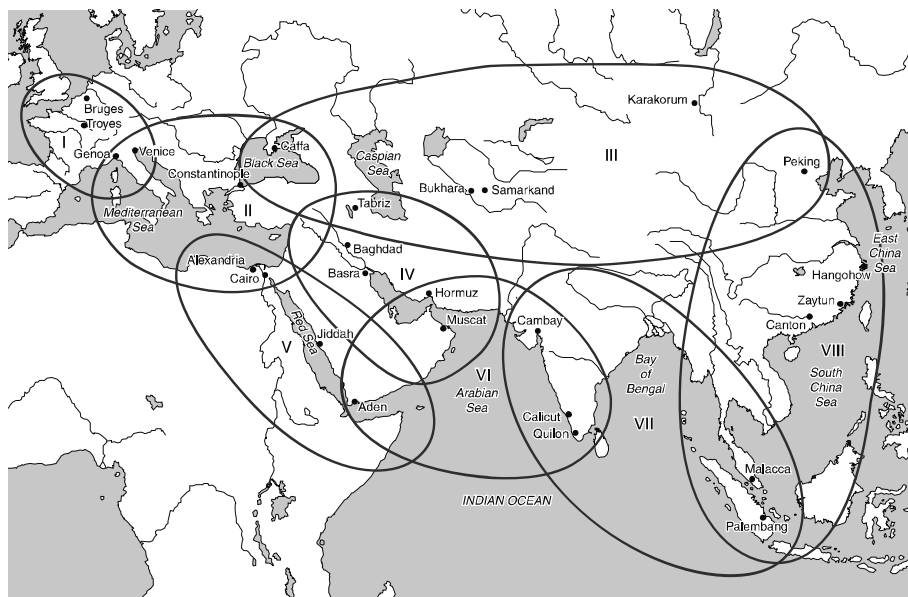 Bruges
Troyes
I
Genoa
Venice
Constantinople
Mediterranean
Sea
II
Caffa
Black Sea
Caspian
Sea
Karakorum
III
Bukhara
Samarkand
Peking
Tabriz
Baghdad
Basra
IV
Hormuz
Muscat
Alexandria
Cairo
Red Sea
Jiddah
V
Aden
VI
Arabian
Sea
Cambay
Calicut
Quilon
Bay
of
Bengal
VII
INDIAN OCEAN
East
China
Sea
Hangohow
Zaytun
Canton
VIII
South
China
Sea
Malacca
Palembang